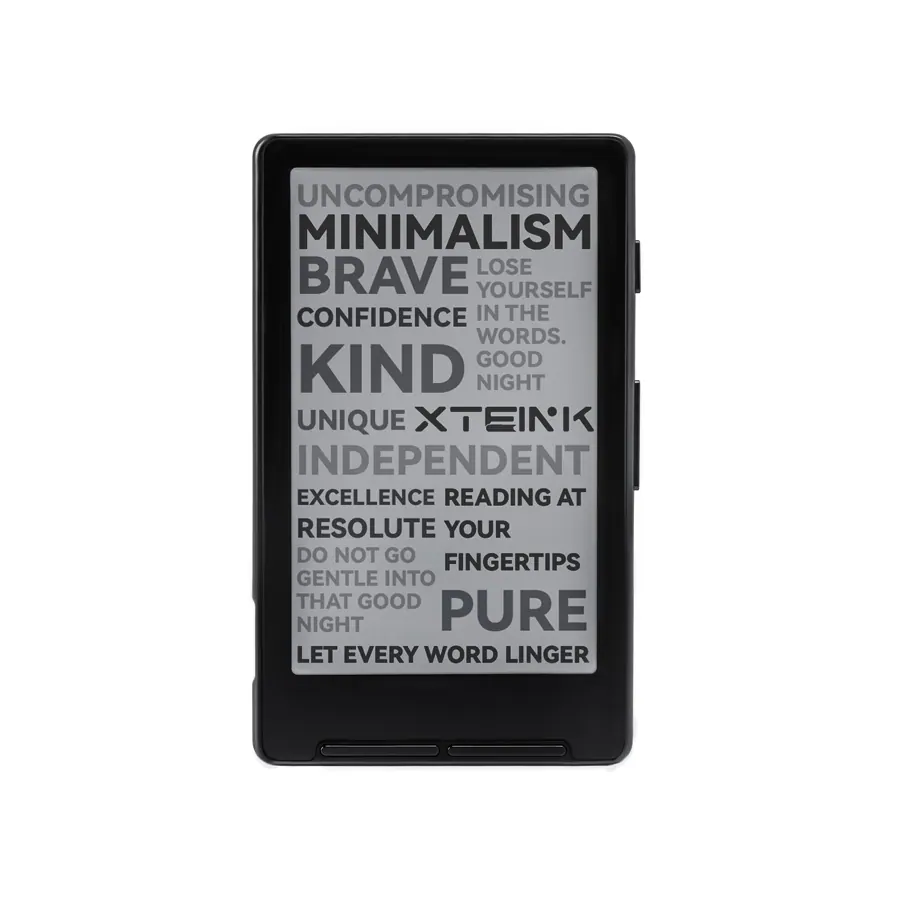 UNCOMPROMISING
MINIMALISM
BRAVE
CONFIDENCE
LOSE
YOURSELF
IN THE
WORDS.
GOOD
NIGHT
KIND
UNIQUE
XTEINK
INDEPENDENT
EXCELLENCE
RESOLUTE
READING AT
YOUR
FINGERTIPS
DO NOT GO
GENTLE INTO
THAT GOOD
NIGHT
PURE
LET EVERY WORD LINGER